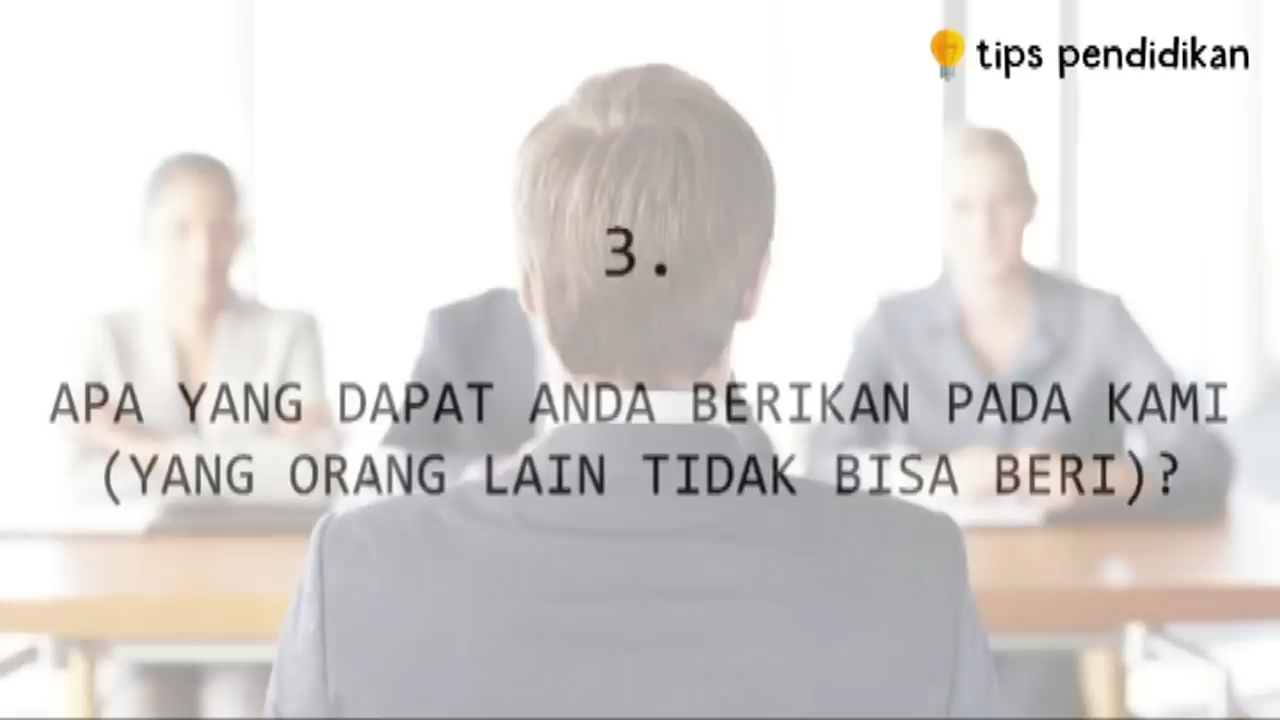 tips pendidikan
3.
APA YANG DAPAT ANDA BERIKAN PADA KAMI
(YANG ORANG LAIN TIDAK BISA BERI)?